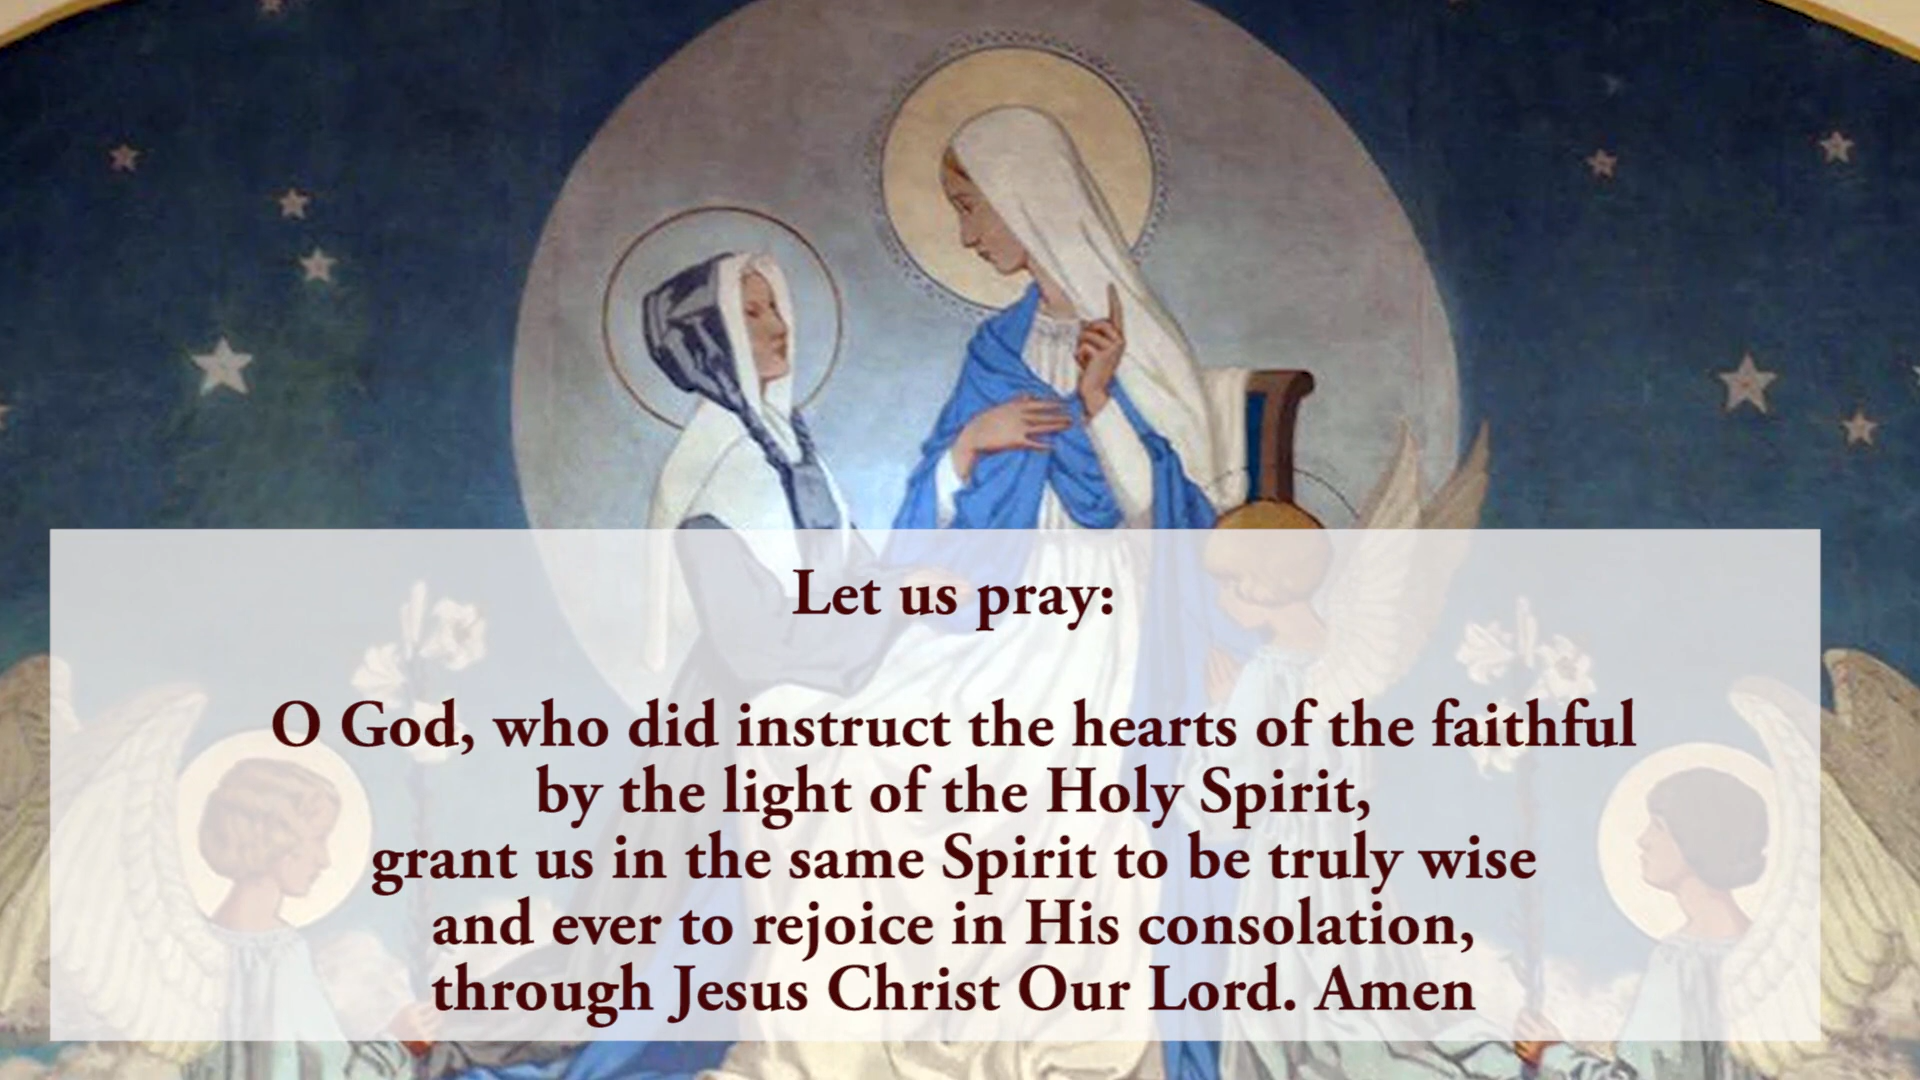 Let us pray:
O God, who did instruct the hearts of the faithful
by the light of the Holy Spirit,
grant us in the same Spirit to be truly wise
and ever to rejoice in His consolation,
through Jesus Christ Our Lord. Amen